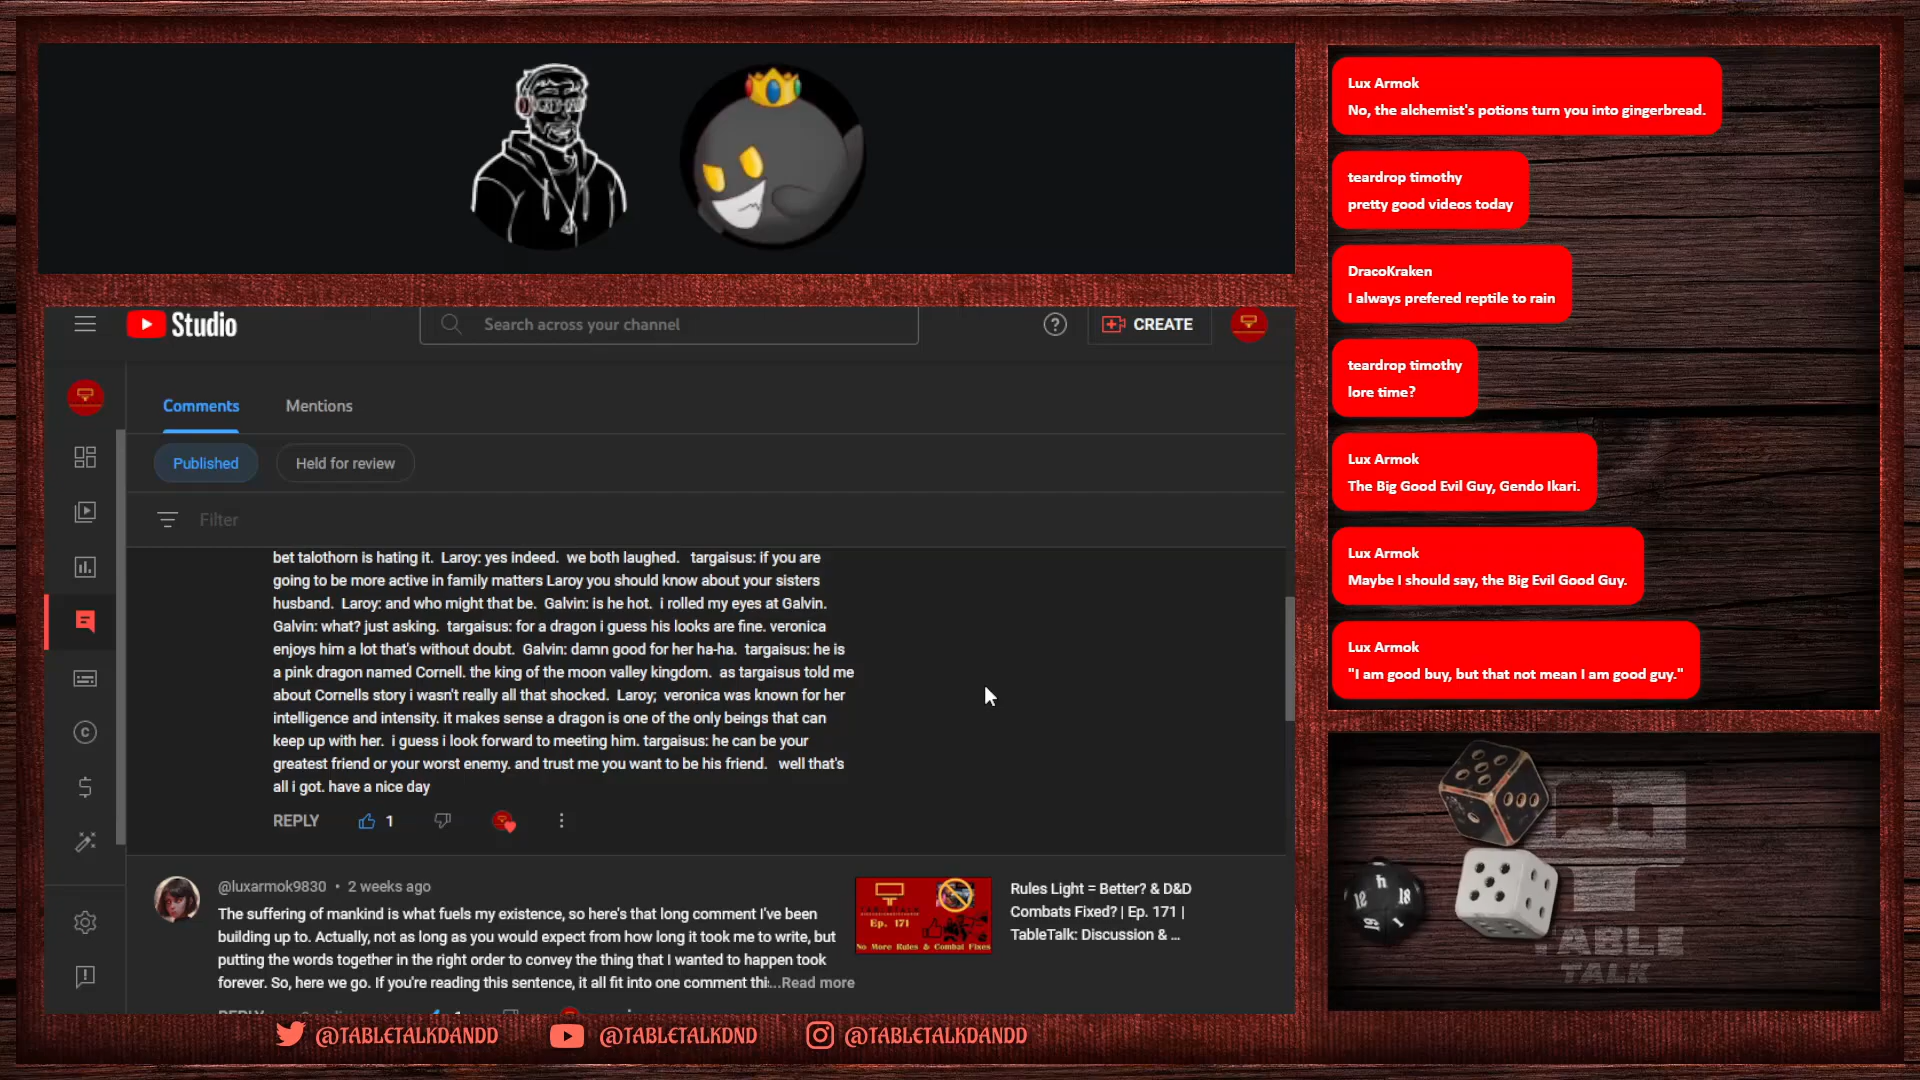 Studio
Search across your channel
CREATE
Comments
Mentions
Published
Held for review
Filter
bet talothorn is hating it.  Laroy: yes indeed.  we both laughed.   targaisus: if you are
going to be more active in family matters Laroy you should know about your sisters
husband.  Laroy: and who might that be.  Galvin: is he hot.  i rolled my eyes at Galvin.
Galvin: what? just asking.  targaisus: for a dragon i guess his looks are fine. veronica
enjoys him a lot that's without doubt.  Galvin: damn good for her ha-ha.  targaisus: he is
a pink dragon named Cornell. the king of the moon valley kingdom.  as targaisus told me
about Cornells story i wasn't really all that shocked.  Laroy;  veronica was known for her
intelligence and intensity. it makes sense a dragon is one of the only beings that can
keep up with her.  i guess i look forward to meeting him. targaisus: he can be your
greatest friend or your worst enemy. and trust me you want to be his friend.   well that's
all i got. have a nice day
REPLY
1
@luxarmok9830 • 2 weeks ago
The suffering of mankind is what fuels my existence, so here's that long comment I've been
building up to. Actually, not as long as you would expect from how long it took me to write, but
putting the words together in the right order to convey the thing that I wanted to happen took
forever. So, here we go. If you're reading this sentence, it all fit into one comment thi...Read more
Ep. 171
No More Rules & Combat Fixes
Rules Light = Better? & D&D
Combats Fixed? | Ep. 171 |
TableTalk: Discussion & ...
@TABLETALKDANDD
@TABLETALKDND
@TABLETALKDANDD
Lux Armok
No, the alchemist's potions turn you into gingerbread.
teardrop timothy
pretty good videos today
DracoKraken
I always prefered reptile to rain
teardrop timothy
lore time?
Lux Armok
The Big Good Evil Guy, Gendo Ikari.
Lux Armok
Maybe I should say, the Big Evil Good Guy.
Lux Armok
"I am good buy, but that not mean I am good guy."
18
TABLE
TALK